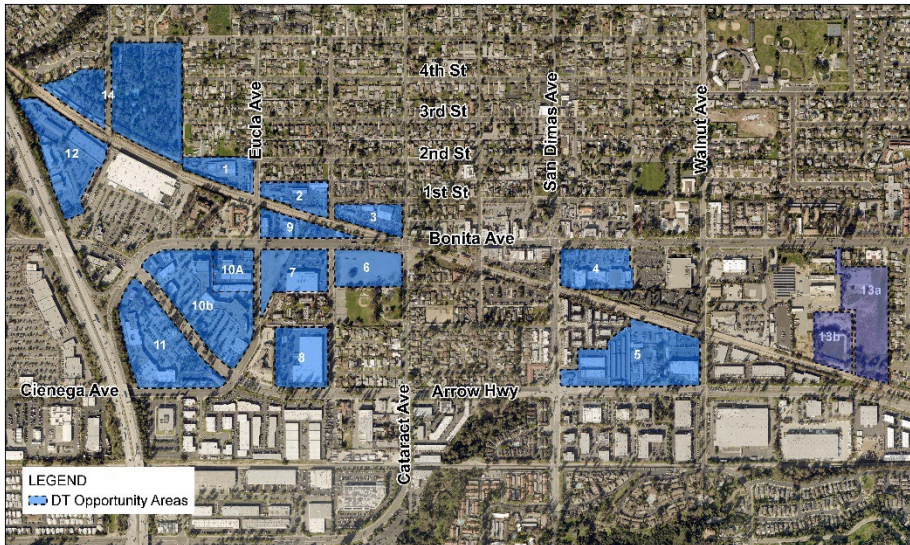 4th St
14
3rd St
Eucla Ave
San Dimas Ave
Walnut Ave
12
2nd St
1
1st St
2
3
9
Bonita Ave
10A
7
6
4
13a
10b
11
13b
8
5
Cienega Ave
Cataract Ave
Arrow Hwy
LEGEND
DT Opportunity Areas